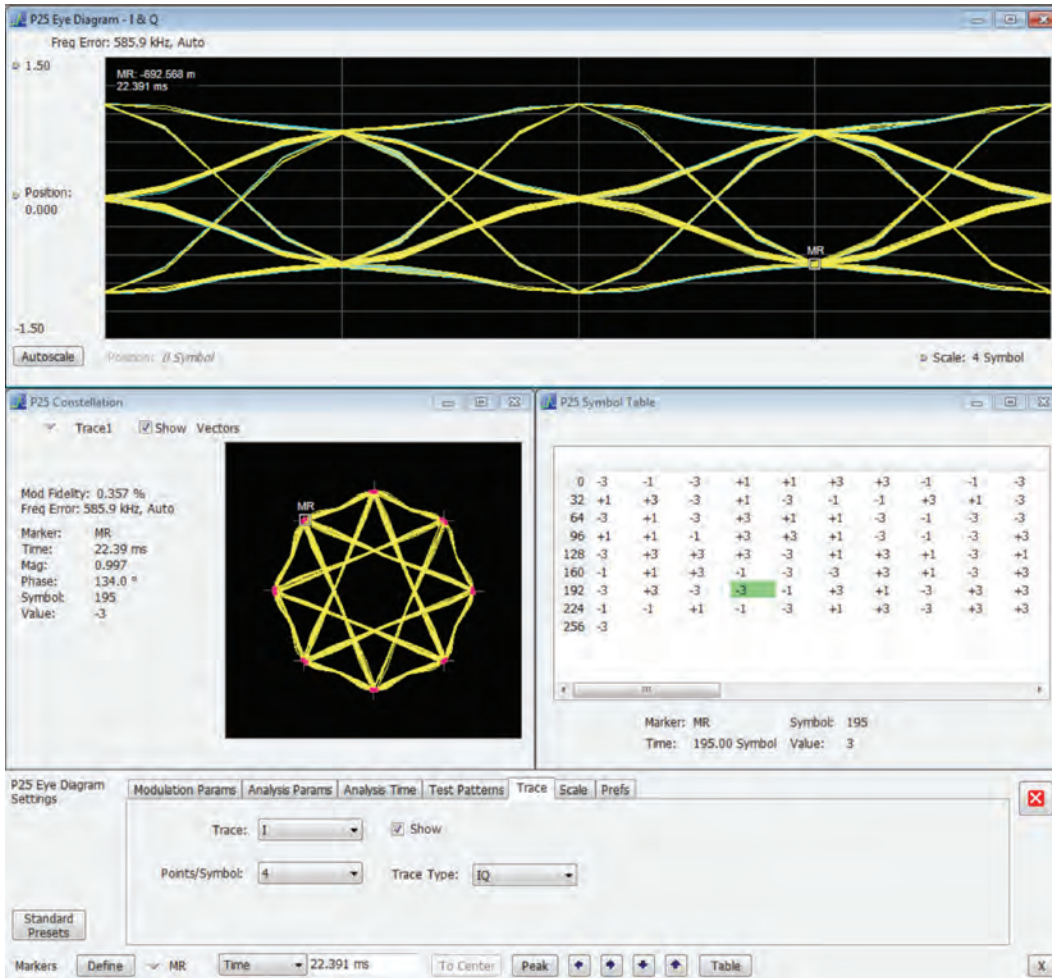 P25 Eye Diagram - I & Q
Freq Error: 585.9 kHz, Auto
1.50
MR: -692.568 m
22.391 ms
Position:
0.000
MR
-1.50
Autoscale
Position: 0 Symbol
Scale: 4 Symbol
P25 Constellation
Trace1 Show Vectors
Mod Fidelity: 0.357 %
Freq Error: 585.9 kHz, Auto
Marker: MR
Time: 22.39 ms
Mag: 0.997
Phase: 134.0 °
Symbol: 195
Value: -3
MR
P25 Symbol Table
0 -3 -1 -3 +1 +1 +3 +3 -1 -1 -3
32 +1 +3 -3 +1 -3 -1 -1 +3 +1 -3
64 -3 +1 -3 +3 +1 +1 -3 -1 -3 -3
96 +1 +1 -1 +3 +3 +1 -3 -1 -3 +3
128 -3 +3 +3 +3 -3 +1 +3 +1 -3 +1
160 -1 +1 +3 -1 -3 -3 +3 +1 -3 +3
192 -3 +3 -3 -3 -1 +3 +1 -3 +3 +3
224 -1 -1 +1 -1 -3 +1 +3 -3 +3 +3
256 -3
Marker: MR Symbol: 195
Time: 195.00 Symbol Value: 3
P25 Eye Diagram
Settings
Modulation Params Analysis Params Analysis Time Test Patterns Trace Scale Prefs
Trace: I Show
Points/Symbol: 4 Trace Type: IQ
Standard
Presets
Markers Define MR Time 22.391 ms To Center Peak Table X